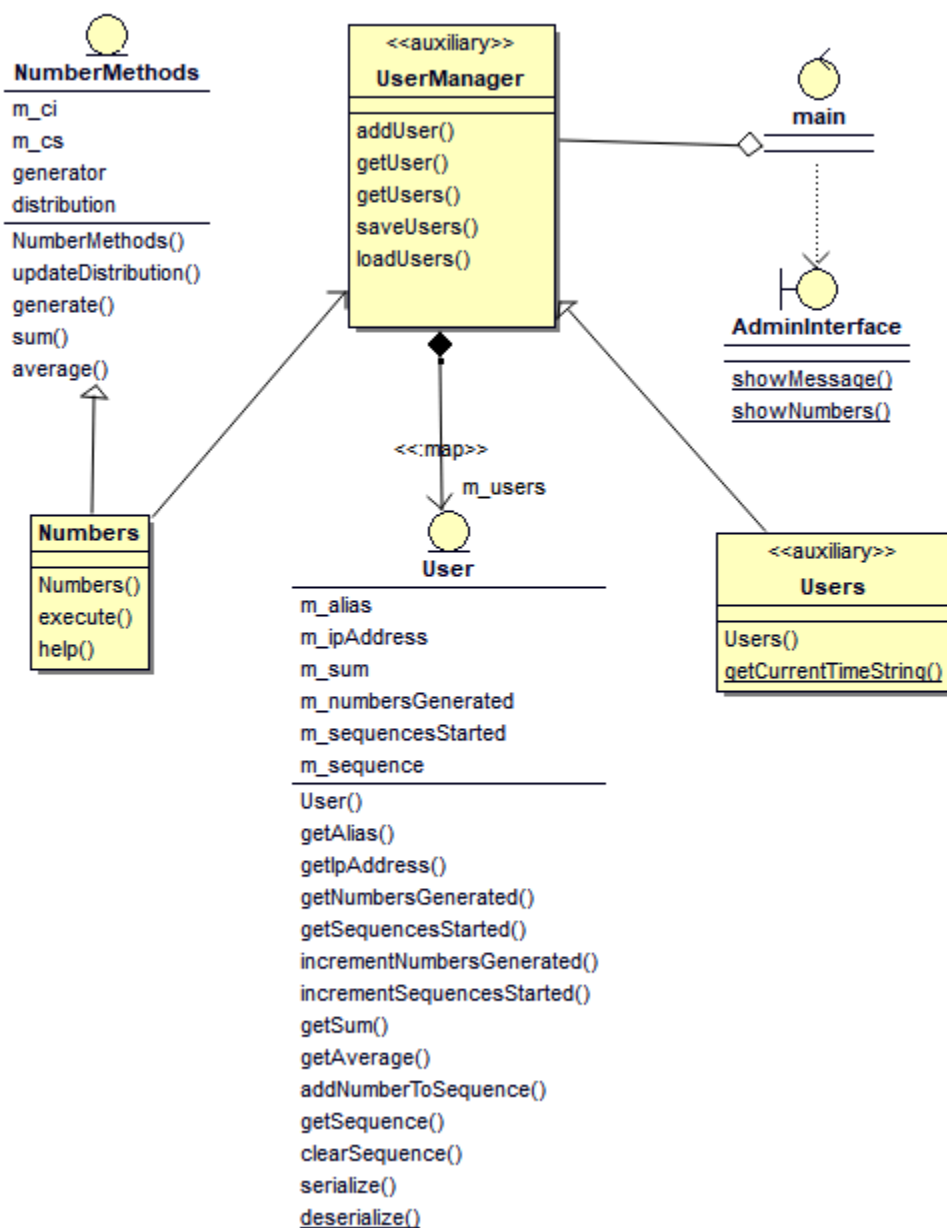 NumberMethods
m_ci
m_cs
generator
distribution
NumberMethods()
updateDistribution()
generate()
sum()
average()
<<auxiliary>>
UserManager
addUser()
getUser()
getUsers()
saveUsers()
loadUsers()
main
AdminInterface
showMessage()
showNumbers()
<<:map>>
m_users
Numbers
Numbers()
execute()
help()
User
m_alias
m_ipAddress
m_sum
m_numbersGenerated
m_sequencesStarted
m_sequence
User()
getAlias()
getIpAddress()
getNumbersGenerated()
getSequencesStarted()
incrementNumbersGenerated()
incrementSequencesStarted()
getSum()
getAverage()
addNumberToSequence()
getSequence()
clearSequence()
serialize()
deserialize()
<<auxiliary>>
Users
Users()
getCurrentTimeString()